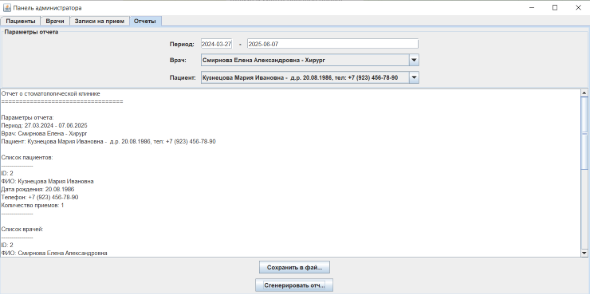 Панель администратора
Пациенты Врачи Записи на прием Отчеты
Параметры отчета
Период: 2024-03-27 - 2025-06-07
Врач: Смирнова Елена Александровна - Хирург
Пациент: Кузнецова Мария Ивановна - д.р. 20.08.1986, тел: +7 (923) 456-78-90
Отчет о стоматологической клинике
==================================
Параметры отчета:
Период: 27.03.2024 - 07.06.2025
Врач: Смирнова Елена - Хирург
Пациент: Кузнецова Мария Ивановна - д.р. 20.08.1986, тел: +7 (923) 456-78-90
Список пациентов:
----------------
ID: 2
ФИО: Кузнецова Мария Ивановна
Дата рождения: 20.08.1986
Телефон: +7 (923) 456-78-90
Количество приемов: 1
----------------
Список врачей:
----------------
ID: 2
ФИО: Смирнова Елена Александровна
Сохранить в фай...
Сгенерировать отч...